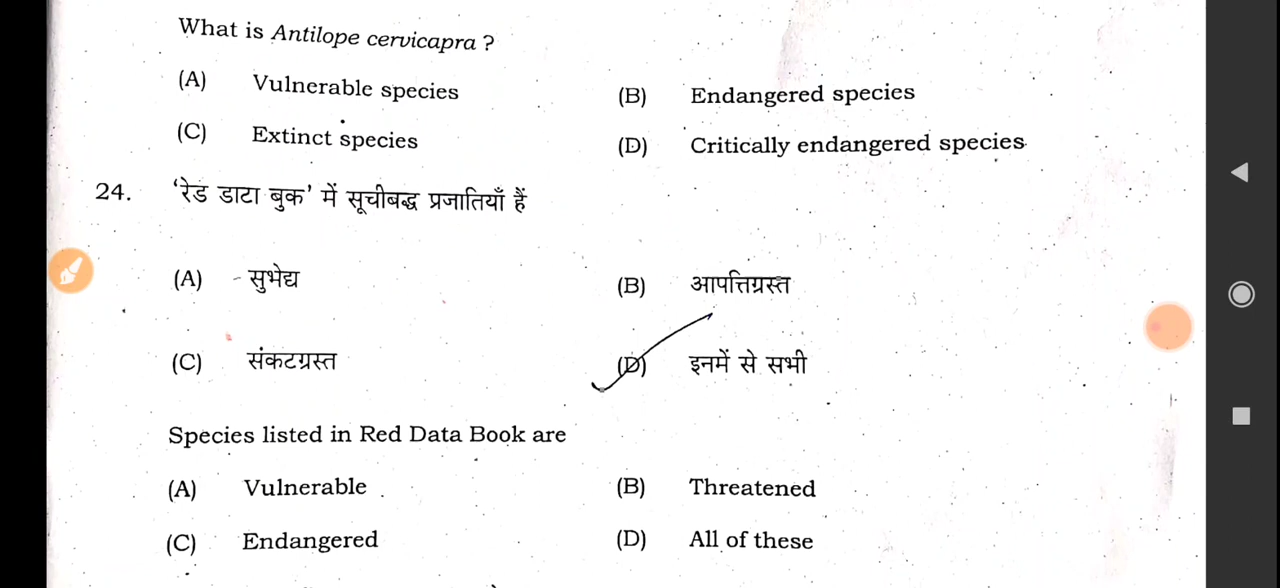 What is Antilope cervicapra ?
(A) Vulnerable species (B) Endangered species
(C) Extinct species (D) Critically endangered species
24. ‘रेड डाटा बुक’ में सूचीबद्ध प्रजातियाँ हैं
(A) सुभेद्य (B) आपत्तिग्रस्त
(C) संकटग्रस्त (D) इनमें से सभी
Species listed in Red Data Book are
(A) Vulnerable (B) Threatened
(C) Endangered (D) All of these